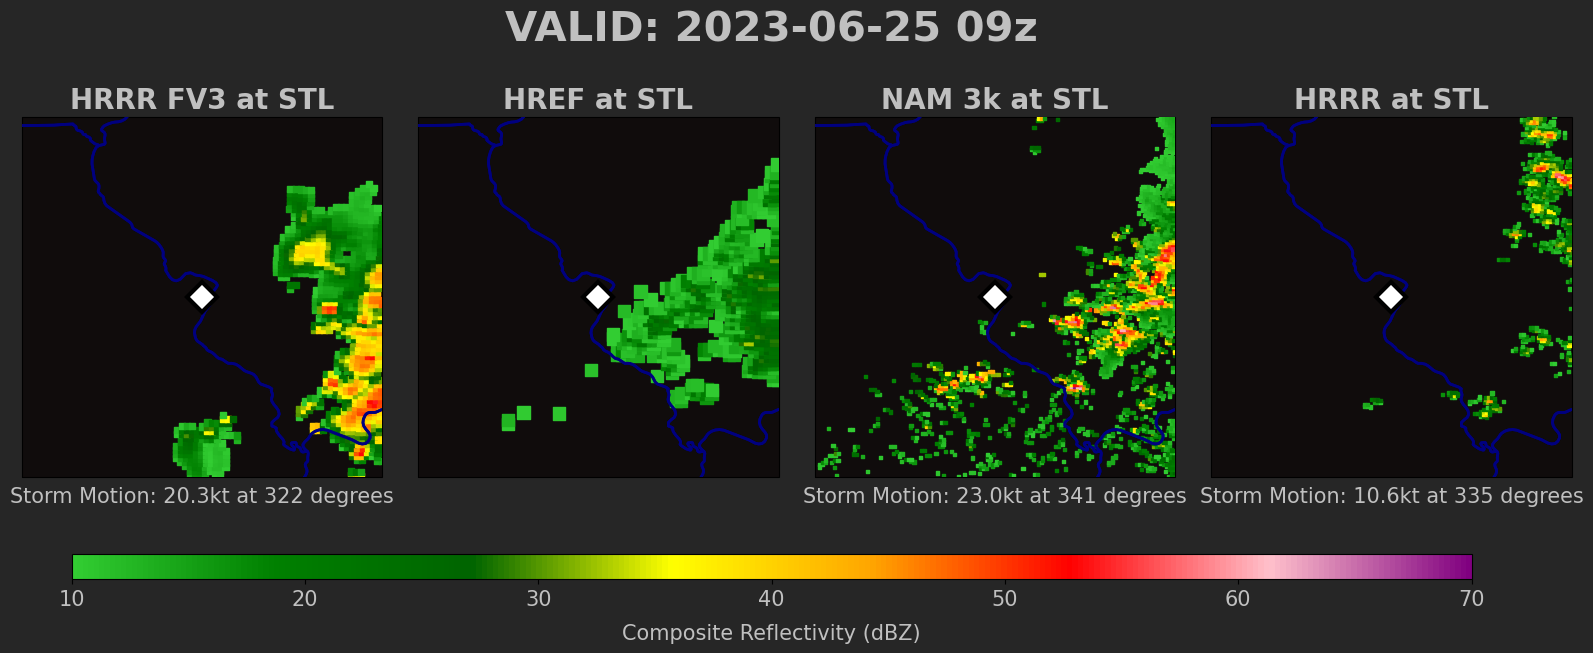 VALID: 2023-06-25 09z
HRRR FV3 at STL
HREF at STL
NAM 3k at STL
HRRR at STL
Storm Motion: 20.3kt at 322 degrees
Storm Motion: 23.0kt at 341 degrees
Storm Motion: 10.6kt at 335 degrees
10 20 30 40 50 60 70
Composite Reflectivity (dBZ)